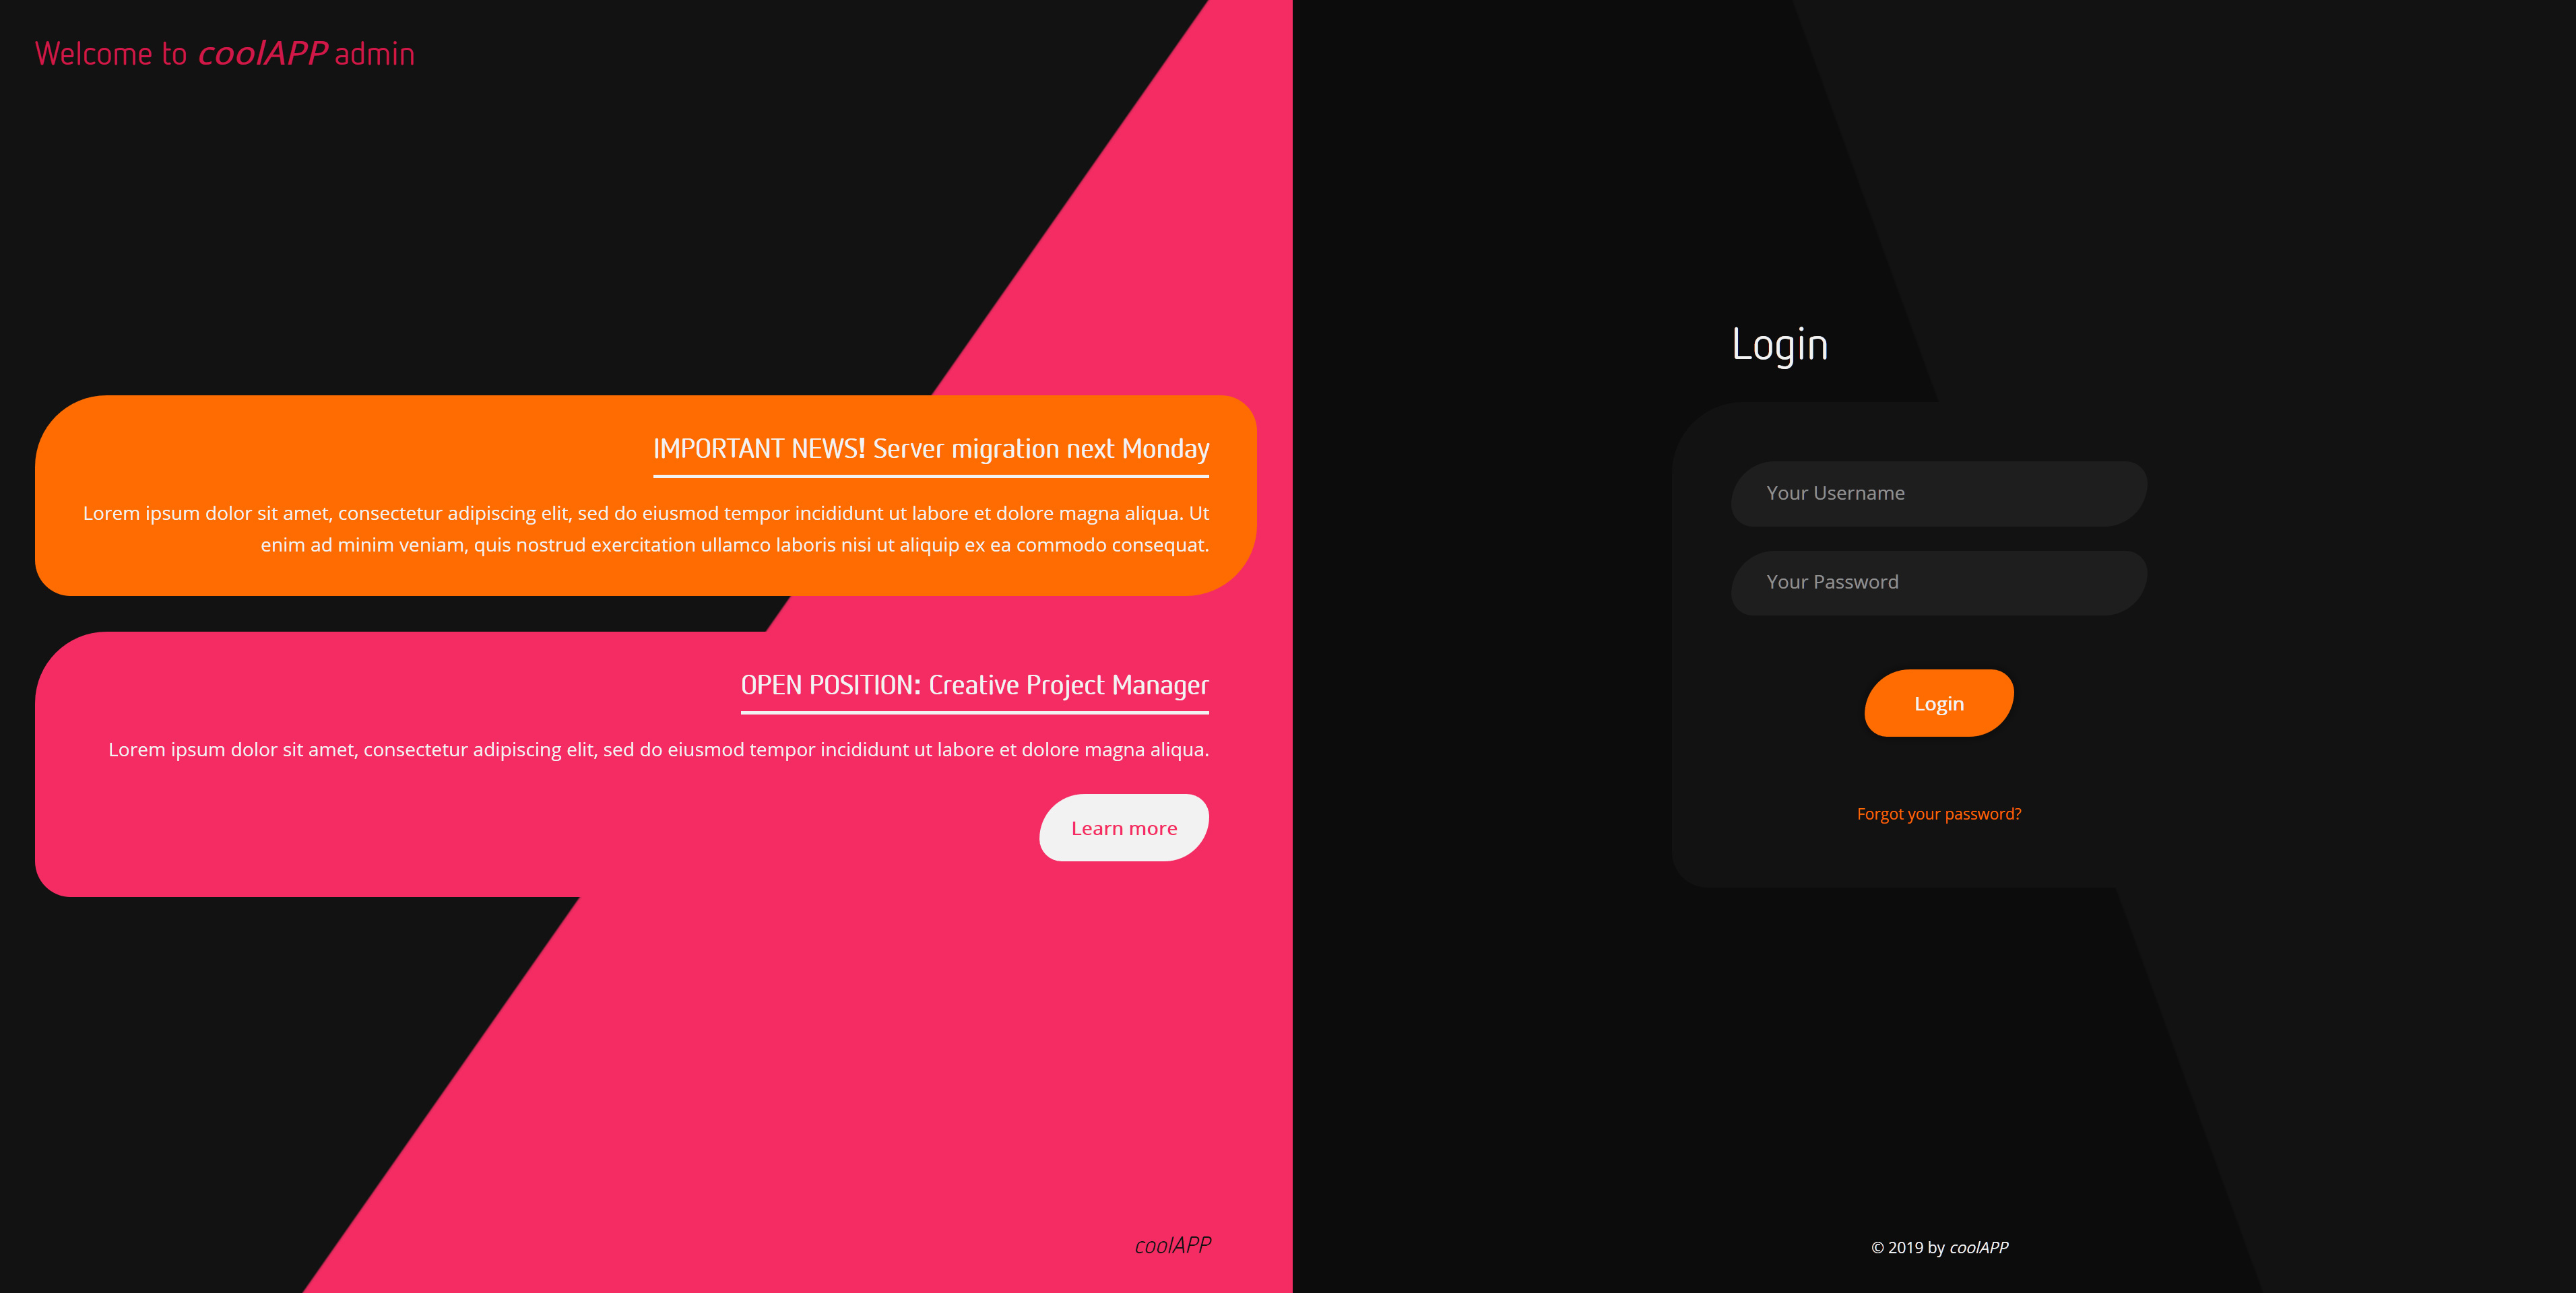 Welcome to coolAPP admin
IMPORTANT NEWS! Server migration next Monday
Lorem ipsum dolor sit amet, consectetur adipiscing elit, sed do eiusmod tempor incididunt ut labore et dolore magna aliqua. Ut
enim ad minim veniam, quis nostrud exercitation ullamco laboris nisi ut aliquip ex ea commodo consequat.
OPEN POSITION: Creative Project Manager
Lorem ipsum dolor sit amet, consectetur adipiscing elit, sed do eiusmod tempor incididunt ut labore et dolore magna aliqua.
Learn more
coolAPP
Login
Your Username
Your Password
Login
Forgot your password?
© 2019 by coolAPP